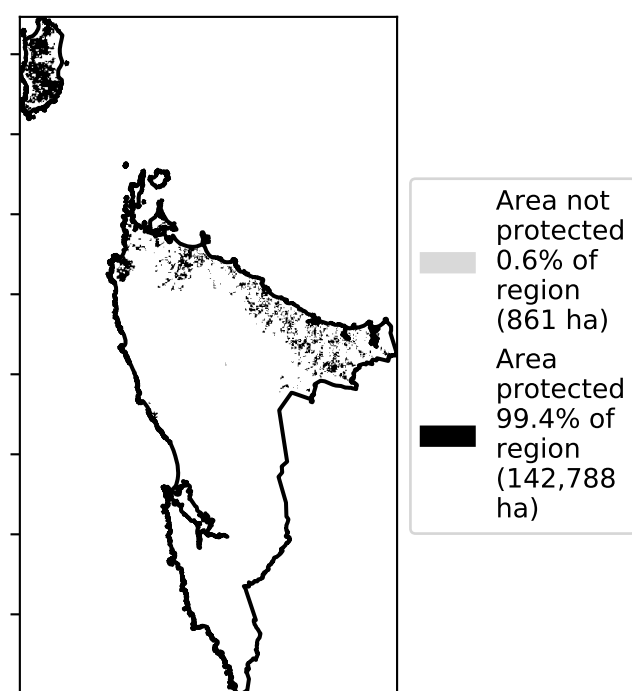 Area not
protected
0.6% of
region
(861 ha)
Area
protected
99.4% of
region
(142,788
ha)